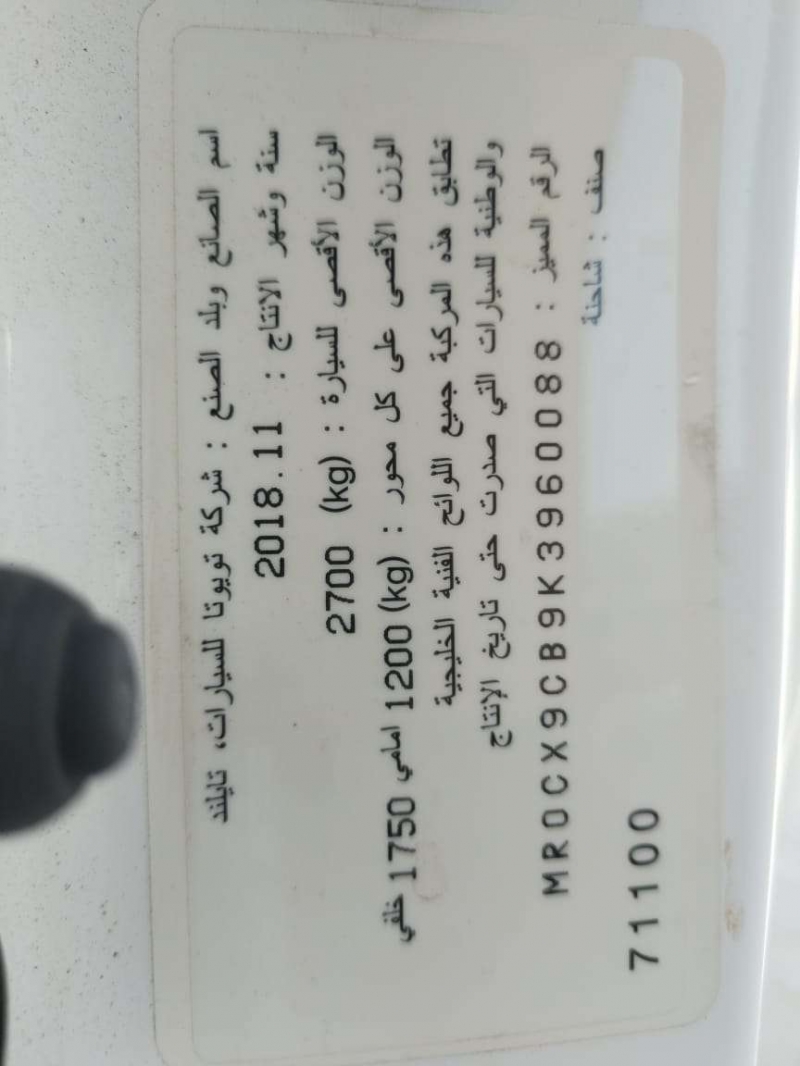 اسم الصانع وبلد الصنع : شركة تويوتا للسيارات، تايلند
سنة وشهر الانتاج : 2018.11
الوزن الأقصى للسيارة : (kg) 2700
الوزن الأقصى على كل محور : (kg) 1200 امامي 1750 خلفي
تطابق هذه المركبة جميع اللوائح الفنية الخليجية
والوطنية للسيارات التي صدرت حتى تاريخ الإنتاج
الرقم المميز : MR0CX9CB9K3960088
صنف : شاحنة
71100